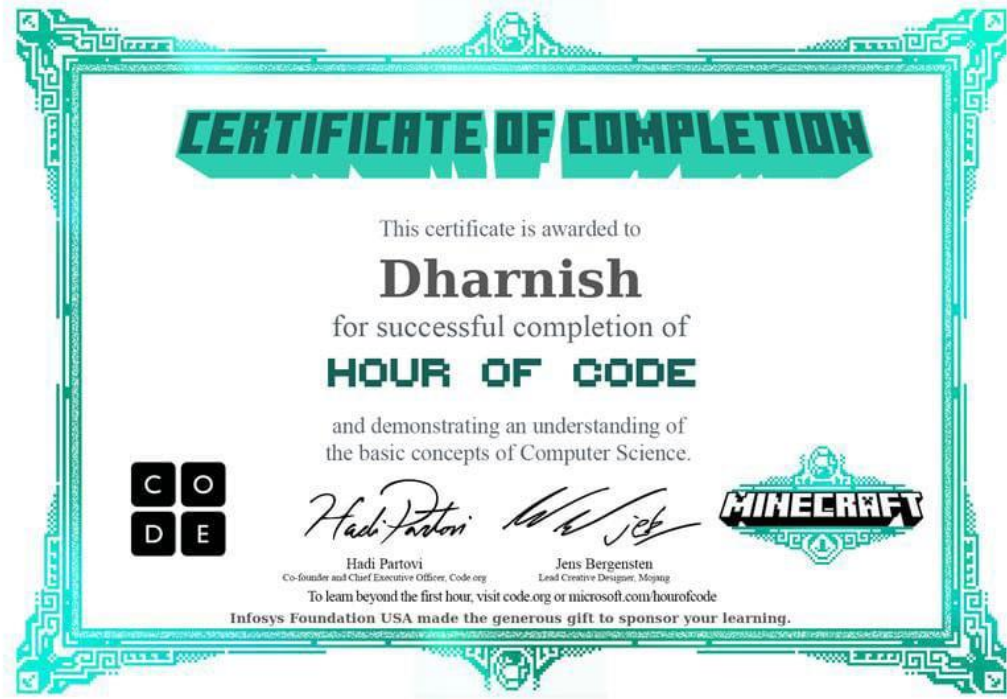 CERTIFICATE OF COMPLETION
This certificate is awarded to
Dharnish
for successful completion of
HOUR OF CODE
and demonstrating an understanding of
the basic concepts of Computer Science.
C O
D E
Hadi Partovi
jeb
MINECRAFT
Hadi Partovi
Co-founder and Chief Executive Officer, Code.org
Jens Bergensten
Lead Creative Designer, Mojang
To learn beyond the first hour, visit code.org or microsoft.com/hourofcode
Infosys Foundation USA made the generous gift to sponsor your learning.